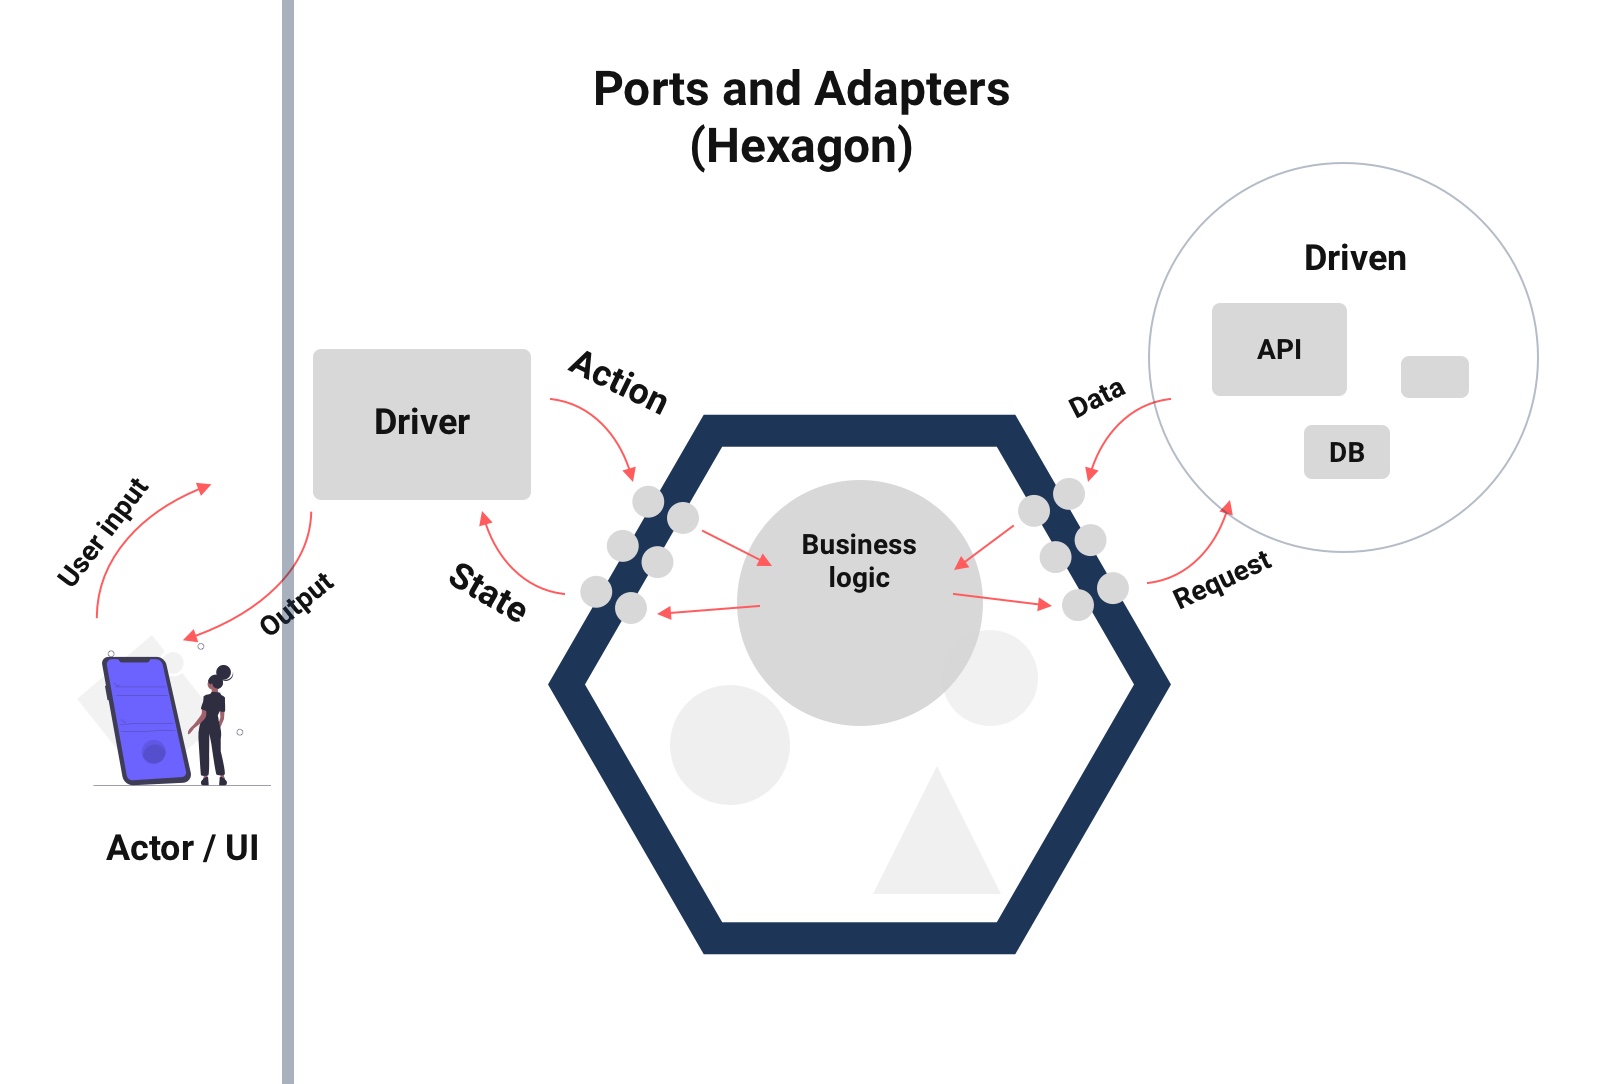 Ports and Adapters
(Hexagon)
Driven
API
DB
Driver
Action
Data
State
Request
Business
logic
User input
Output
Actor / UI